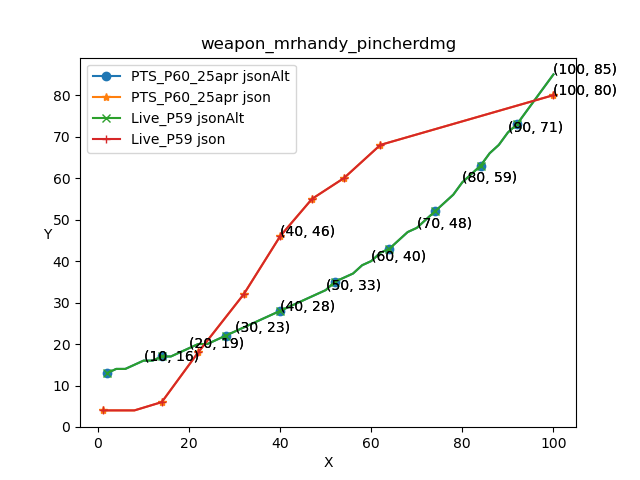 weapon_mrhandy_pincherdmg
PTS_P60_25apr jsonAlt
PTS_P60_25apr json
Live_P59 jsonAlt
Live_P59 json
(100, 85)
(100, 80)
(90, 71)
(80, 59)
(70, 48)
(60, 40)
(50, 33)
(40, 46)
(40, 28)
(30, 23)
(20, 19)
(10, 16)
Y
80
70
60
50
40
30
20
10
0
0 20 40 60 80 100
X